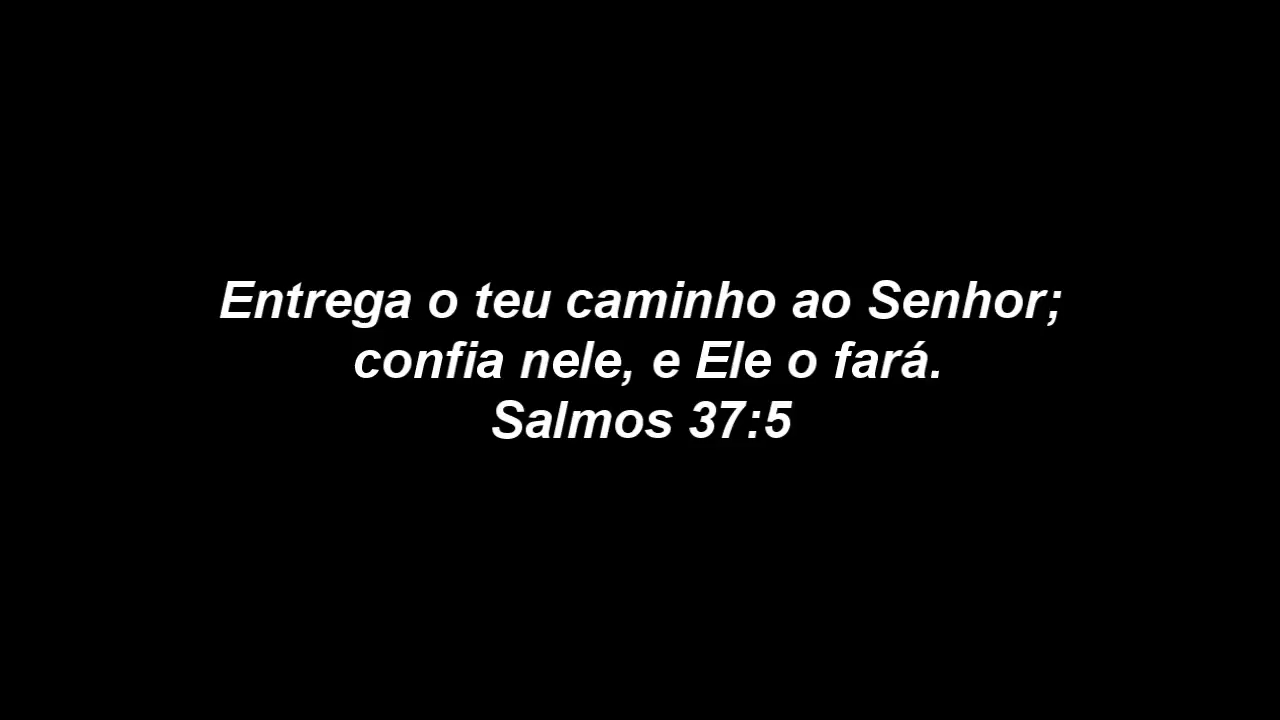 Entrega o teu caminho ao Senhor;
confia nele, e Ele o fará.
Salmos 37:5